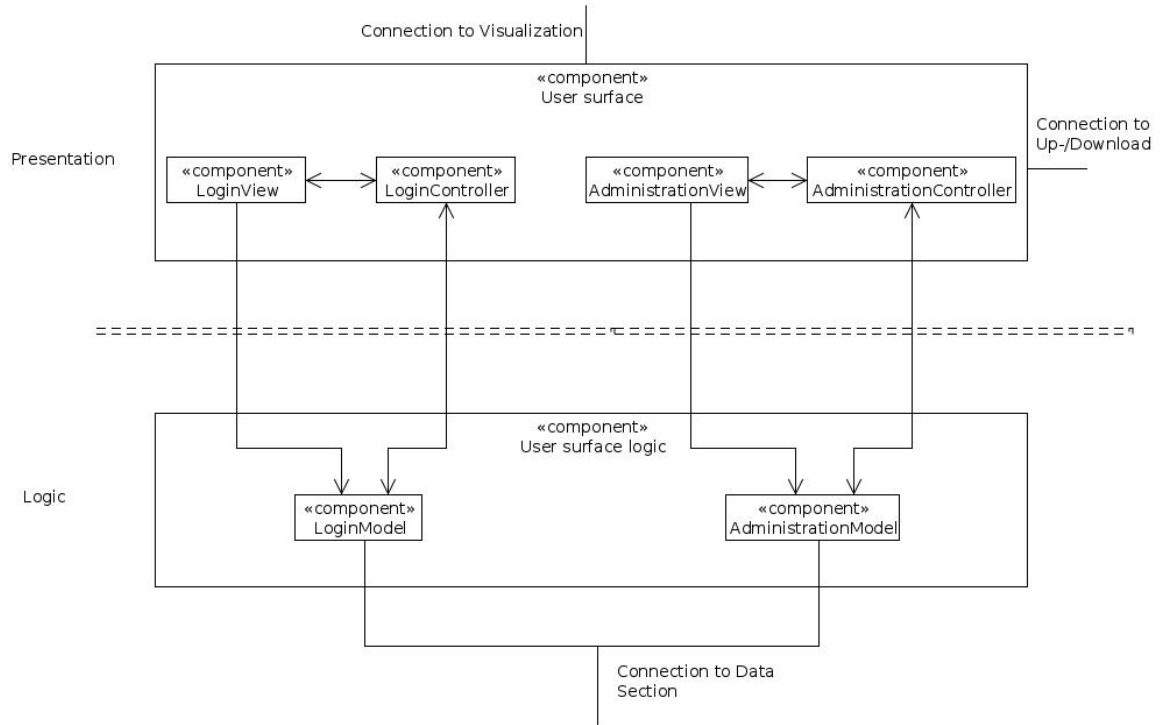 Connection to Visualization
«component»
User surface
Connection to
Up-/Download
Presentation
«component»
LoginView
«component»
LoginController
«component»
AdministrationView
«component»
AdministrationController
«component»
User surface logic
Logic
«component»
LoginModel
«component»
AdministrationModel
Connection to Data
Section